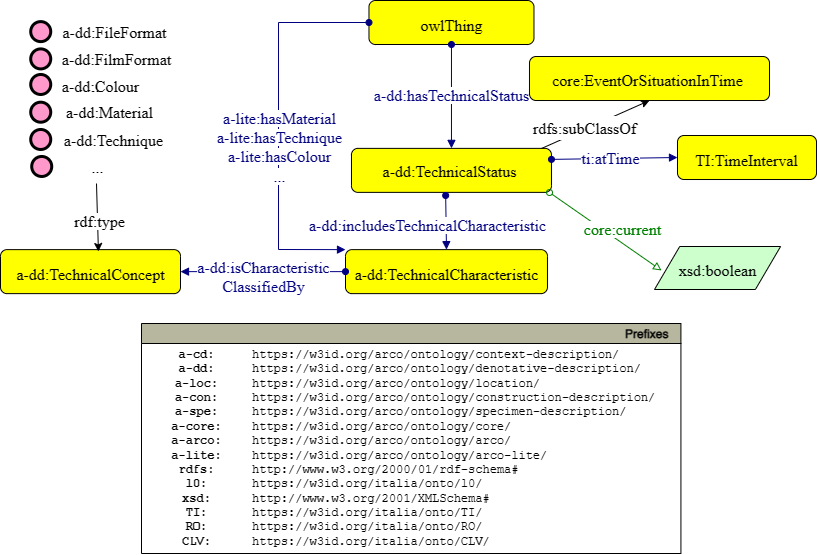 owlThing
a-dd:FileFormat
a-dd:FilmFormat
a-dd:Colour
a-dd:Material
a-dd:Technique
...
rdf:type
a-dd:TechnicalConcept
a-lite:hasMaterial
a-lite:hasTechnique
a-lite:hasColour
...
a-dd:hasTechnicalStatus
core:EventOrSituationInTime
rdfs:subClassOf
a-dd:TechnicalStatus
ti:atTime
TI:TimeInterval
a-dd:includesTechnicalCharacteristic
core:current
xsd:boolean
a-dd:isCharacteristic
ClassifiedBy
a-dd:TechnicalCharacteristic
Prefixes
a-cd: https://w3id.org/arco/ontology/context-description/
a-dd: https://w3id.org/arco/ontology/denotative-description/
a-loc: https://w3id.org/arco/ontology/location/
a-con: https://w3id.org/arco/ontology/construction-description/
a-spe: https://w3id.org/arco/ontology/specimen-description/
a-core: https://w3id.org/arco/ontology/core/
a-arco: https://w3id.org/arco/ontology/arco/
a-lite: https://w3id.org/arco/ontology/arco-lite/
rdfs: http://www.w3.org/2000/01/rdf-schema#
l0: https://w3id.org/italia/onto/l0/
xsd: http://www.w3.org/2001/XMLSchema#
TI: https://w3id.org/italia/onto/TI/
RO: https://w3id.org/italia/onto/RO/
CLV: https://w3id.org/italia/onto/CLV/